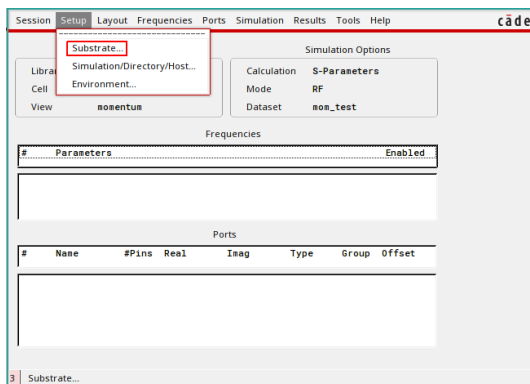 Session Setup Layout Frequencies Ports Simulation Results Tools Help cāde
Substrate...
Simulation/Directory/Host...
Environment...
Simulation Options
Cell
View momentum
Calculation S-Parameters
Mode RF
Dataset mom_test
Frequencies
# Parameters Enabled
Ports
# Name #Pins Real Imag Type Group Offset
3 Substrate...